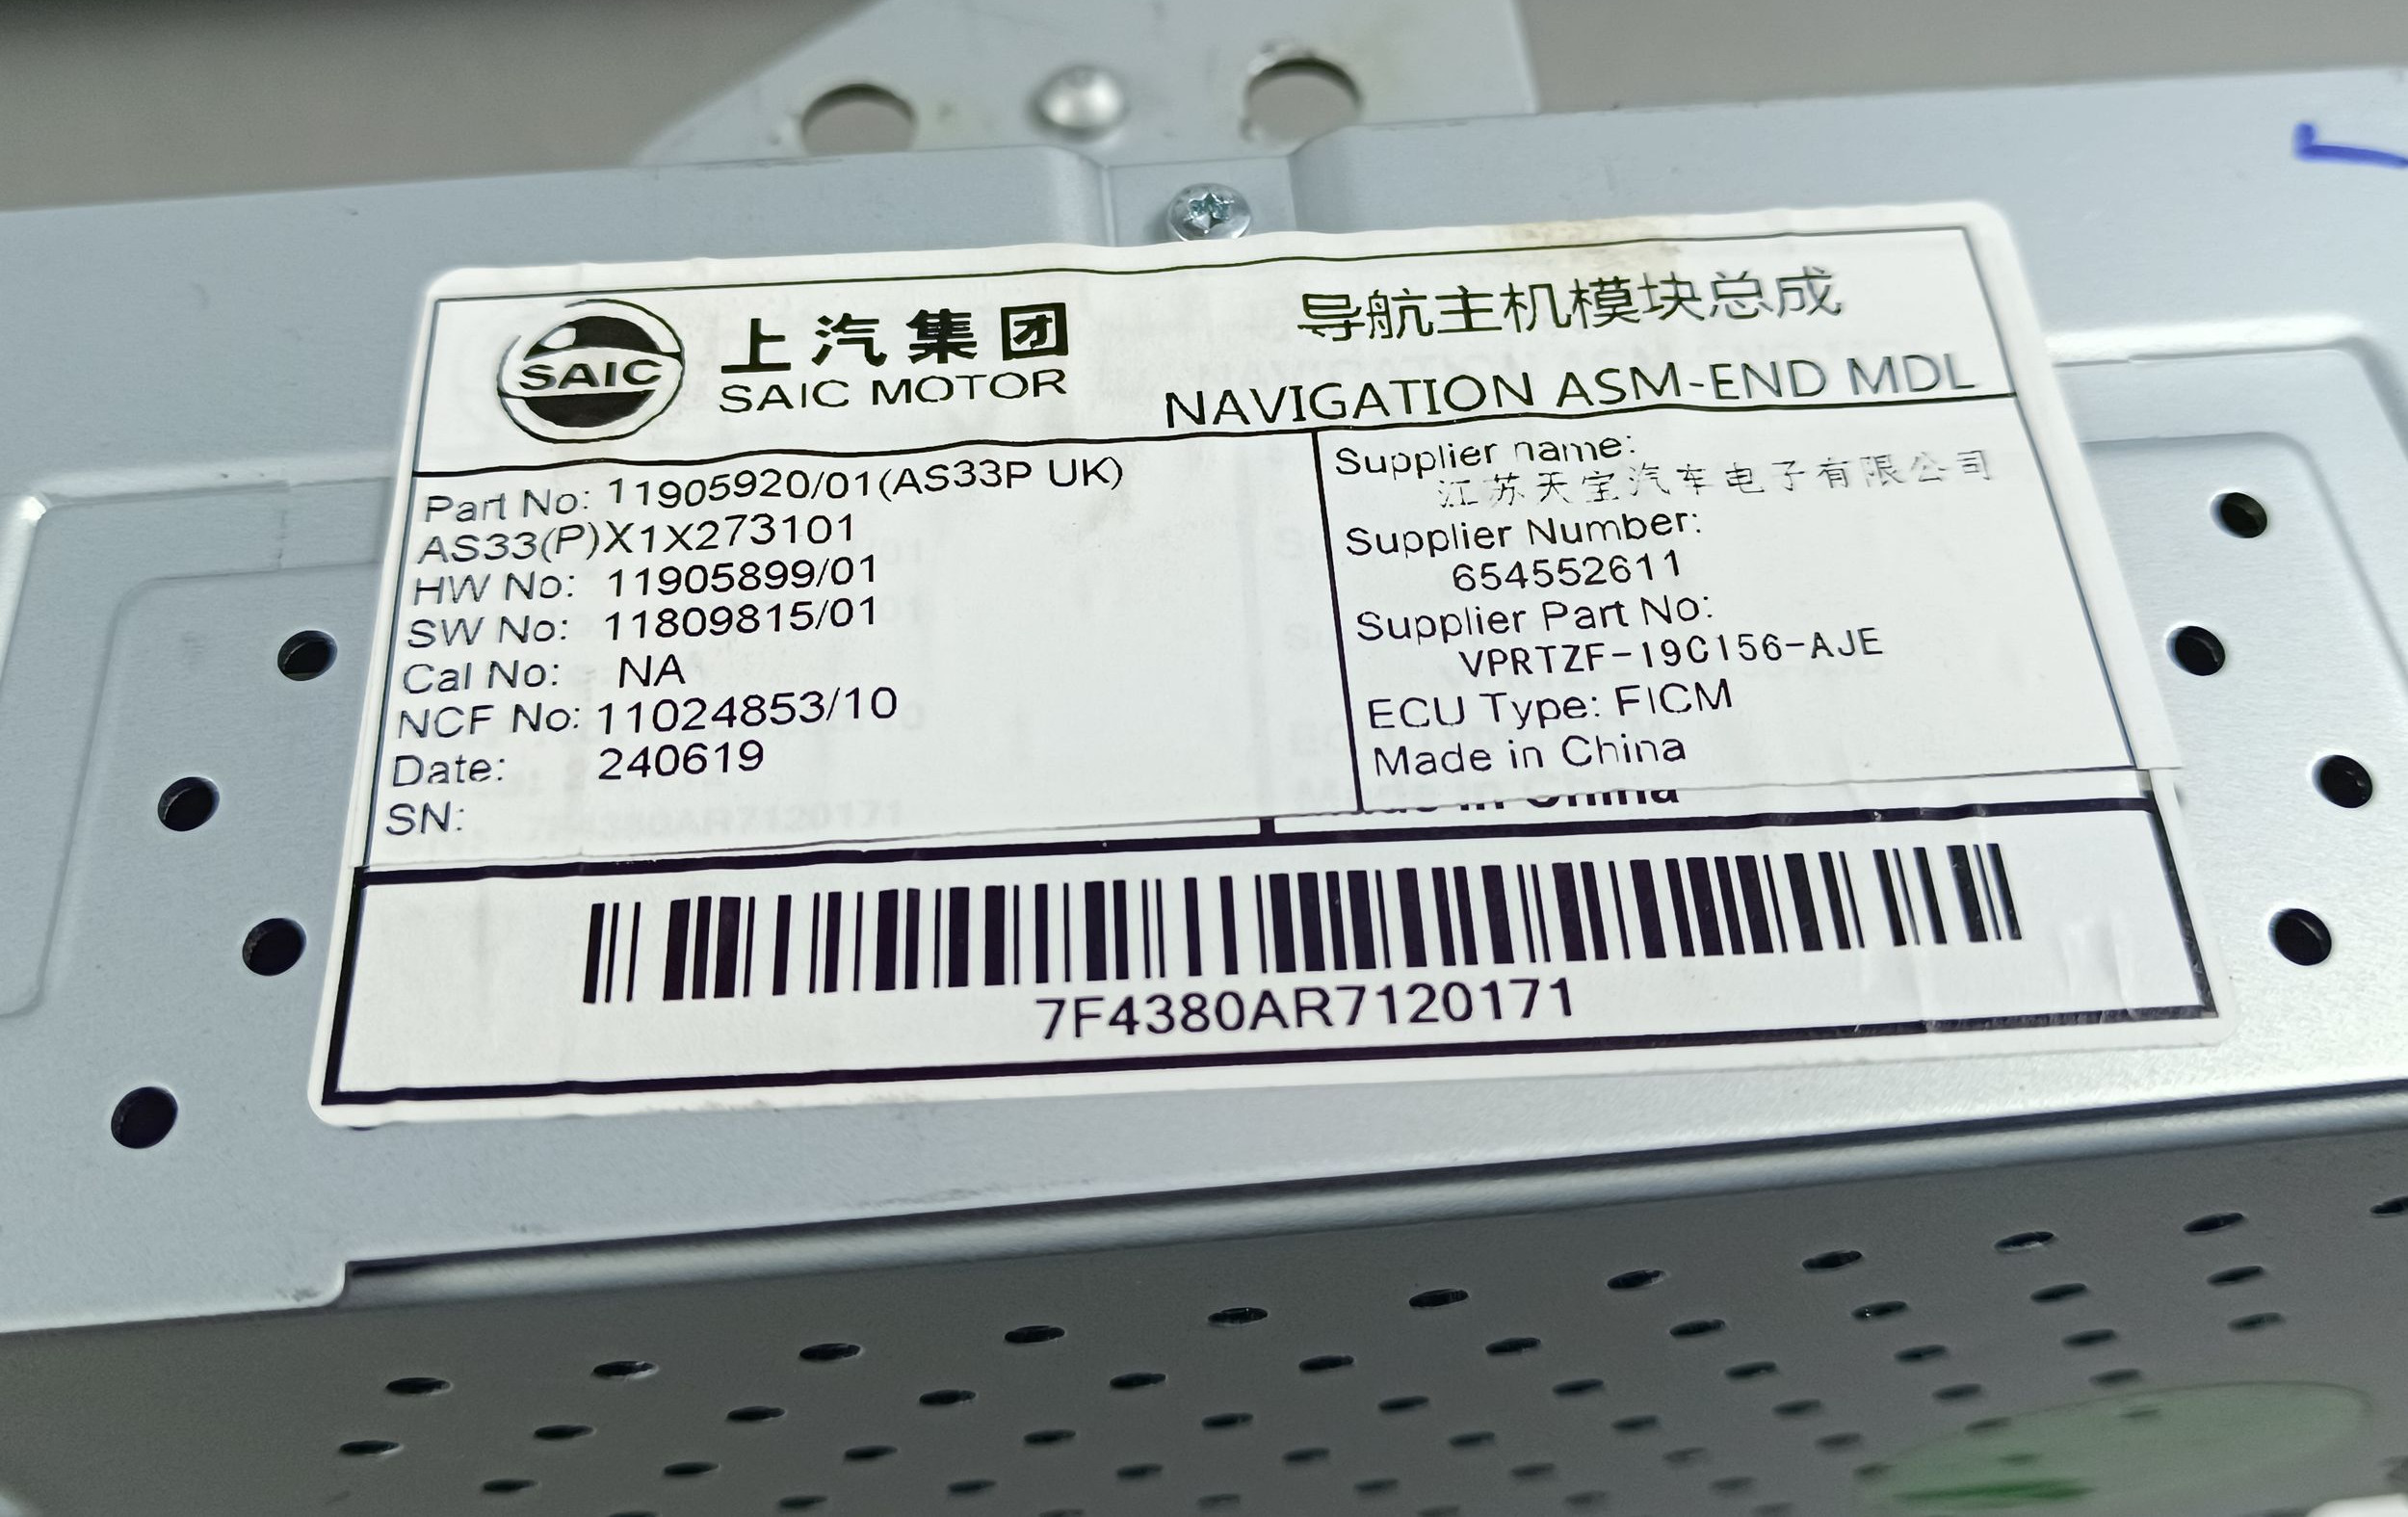 SAIC
上汽集团
SAIC MOTOR
导航主机模块总成
NAVIGATION ASM-END MDL
Part No: 11905920/01(AS33P UK)
AS33(P)X1X273101
HW No: 11905899/01
SW No: 11809815/01
Cal No: NA
NCF No: 11024853/10
Date: 240619
SN:
Supplier name:
江苏天宝汽车电子有限公司
Supplier Number:
654552611
Supplier Part No:
VPRTZF-19C156-AJE
ECU Type: FICM
Made in China
Made in China
7F4380AR7120171